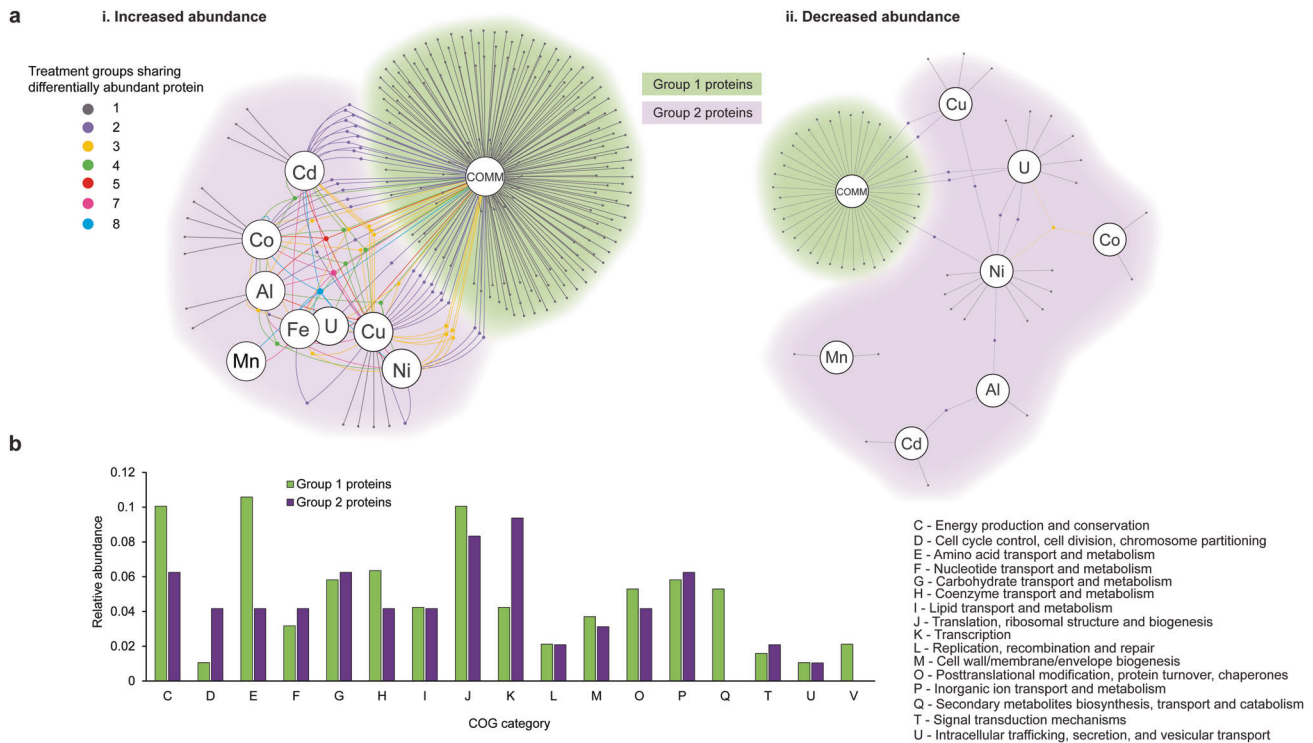 a
i. Increased abundance
ii. Decreased abundance
Treatment groups sharing
differentially abundant protein
1
2
3
4
5
7
8
Group 1 proteins
Group 2 proteins
Cd
COMM
Co
Al
Fe
U
Cu
Mn
Ni
Cu
U
COMM
Co
Ni
Mn
Al
Cd
b
Group 1 proteins
Group 2 proteins
Relative abundance
0.12
0.1
0.08
0.06
0.04
0.02
0
C D E F G H I J K L M O P Q T U V
COG category
C - Energy production and conservation
D - Cell cycle control, cell division, chromosome partitioning
E - Amino acid transport and metabolism
F - Nucleotide transport and metabolism
G - Carbohydrate transport and metabolism
H - Coenzyme transport and metabolism
I - Lipid transport and metabolism
J - Translation, ribosomal structure and biogenesis
K - Transcription
L - Replication, recombination and repair
M - Cell wall/membrane/envelope biogenesis
O - Posttranslational modification, protein turnover, chaperones
P - Inorganic ion transport and metabolism
Q - Secondary metabolites biosynthesis, transport and catabolism
T - Signal transduction mechanisms
U - Intracellular trafficking, secretion, and vesicular transport